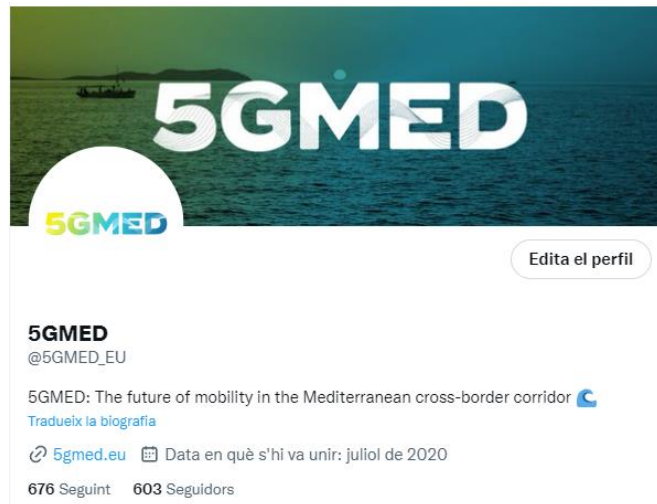 5GMED
5GMED
Edita el perfil
5GMED
@5GMED_EU
5GMED: The future of mobility in the Mediterranean cross-border corridor 🌊
Tradueix la biografia
5gmed.eu Data en què s'hi va unir: juliol de 2020
676 Seguint 603 Seguidors